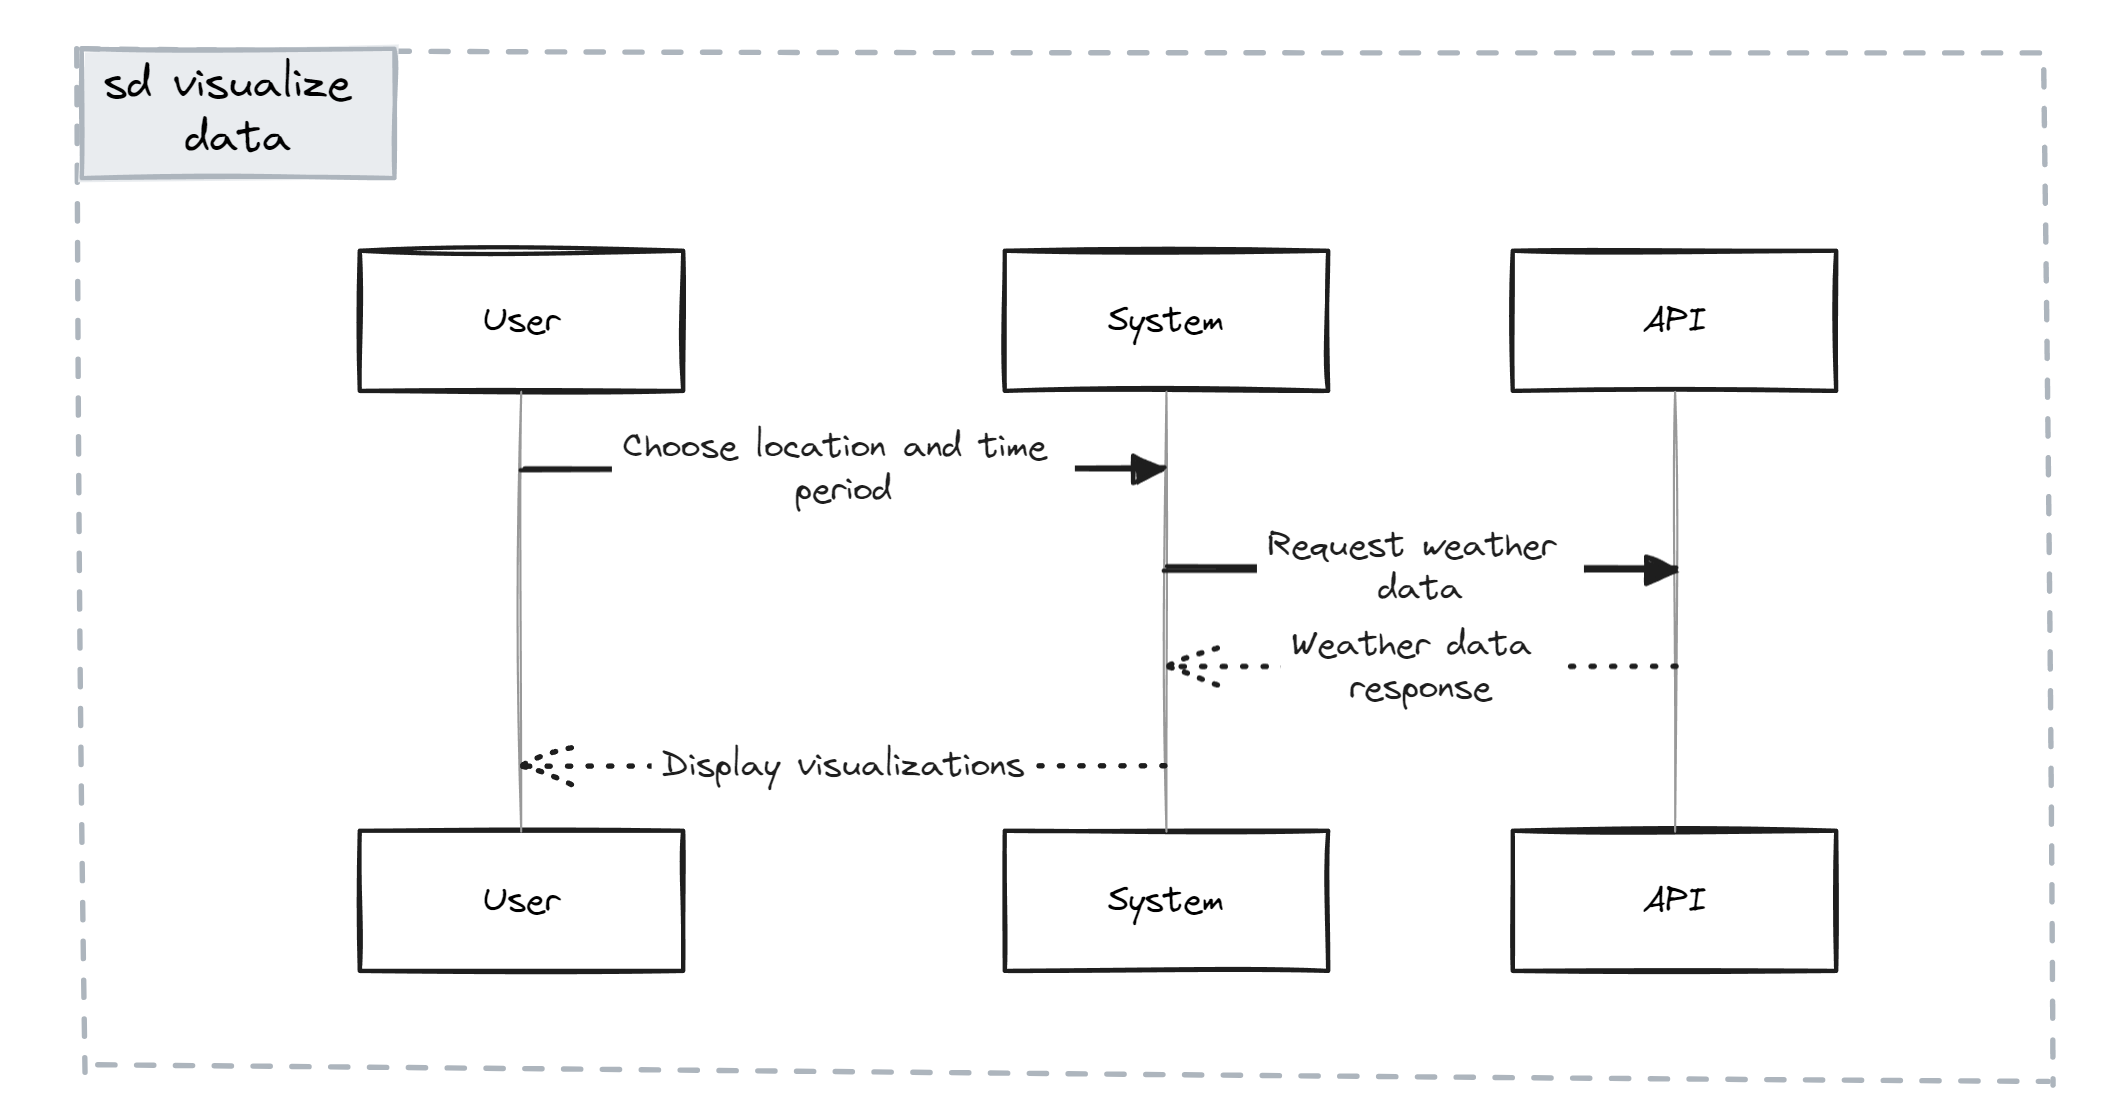 sd visualize
data
User
System
API
Choose location and time
period
Request weather
data
Weather data
response
Display visualizations
User
System
API